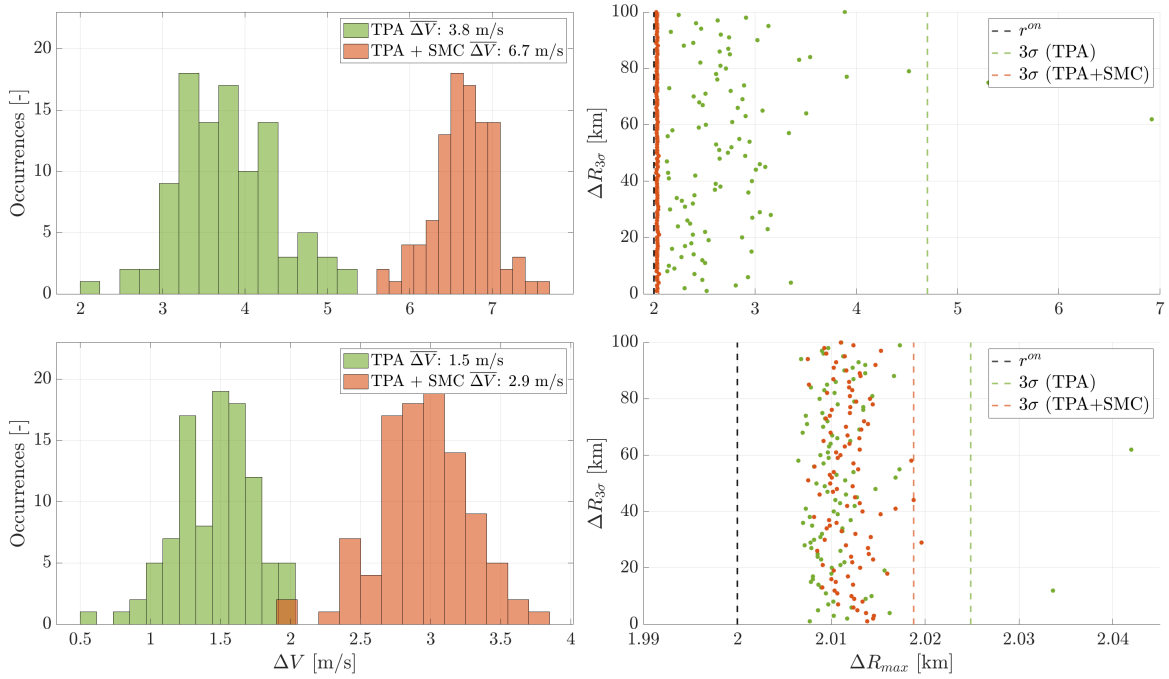 TPA ΔV: 3.8 m/s
TPA + SMC ΔV: 6.7 m/s
Occurrences [-]
20
15
10
5
0
2 3 4 5 6 7
r^on
3σ (TPA)
3σ (TPA+SMC)
ΔR_3σ [km]
100
80
60
40
20
0
2 3 4 5 6 7
TPA ΔV: 1.5 m/s
TPA + SMC ΔV: 2.9 m/s
Occurrences [-]
20
15
10
5
0
0.5 1 1.5 2 2.5 3 3.5 4
ΔV [m/s]
r^on
3σ (TPA)
3σ (TPA+SMC)
ΔR_3σ [km]
100
80
60
40
20
0
1.99 2 2.01 2.02 2.03 2.04
ΔR_max [km]